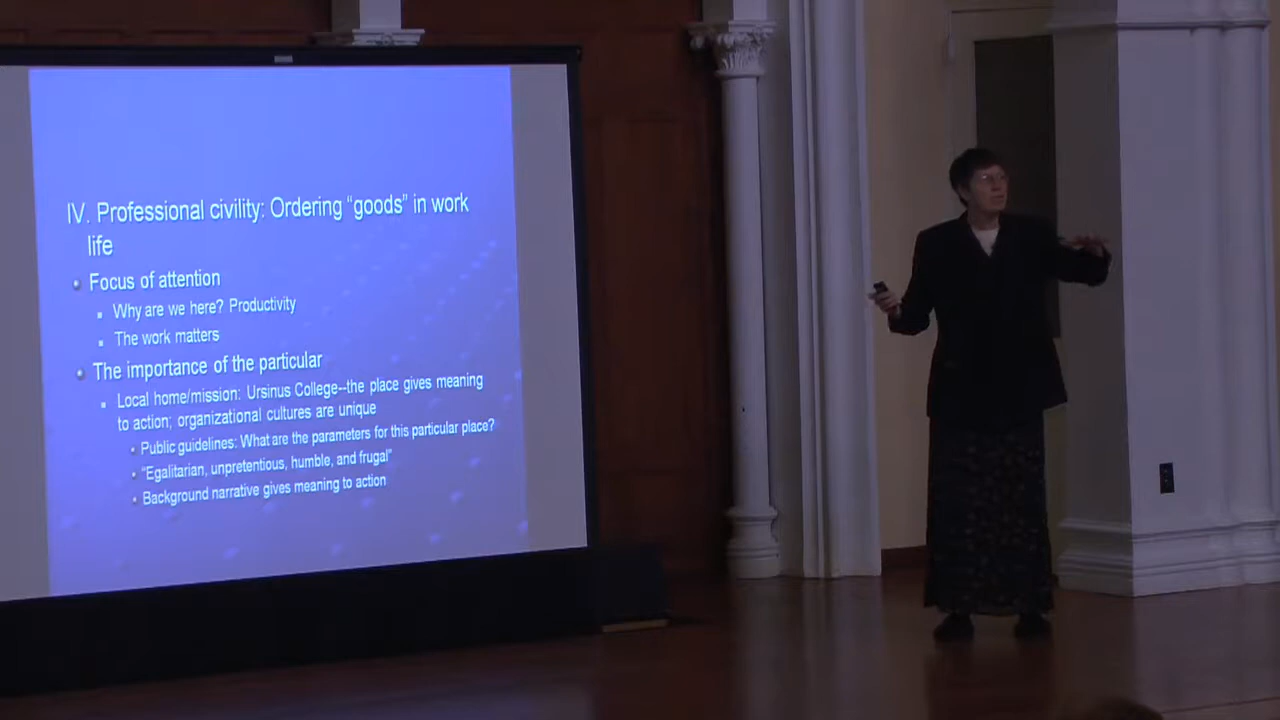 IV. Professional civility: Ordering “goods” in work
life
Focus of attention
Why are we here? Productivity
The work matters
The importance of the particular
Local home/mission: Ursinus College--the place gives meaning
to action; organizational cultures are unique
Public guidelines: What are the parameters for this particular place?
“Egalitarian, unpretentious, humble, and frugal”
Background narrative gives meaning to action